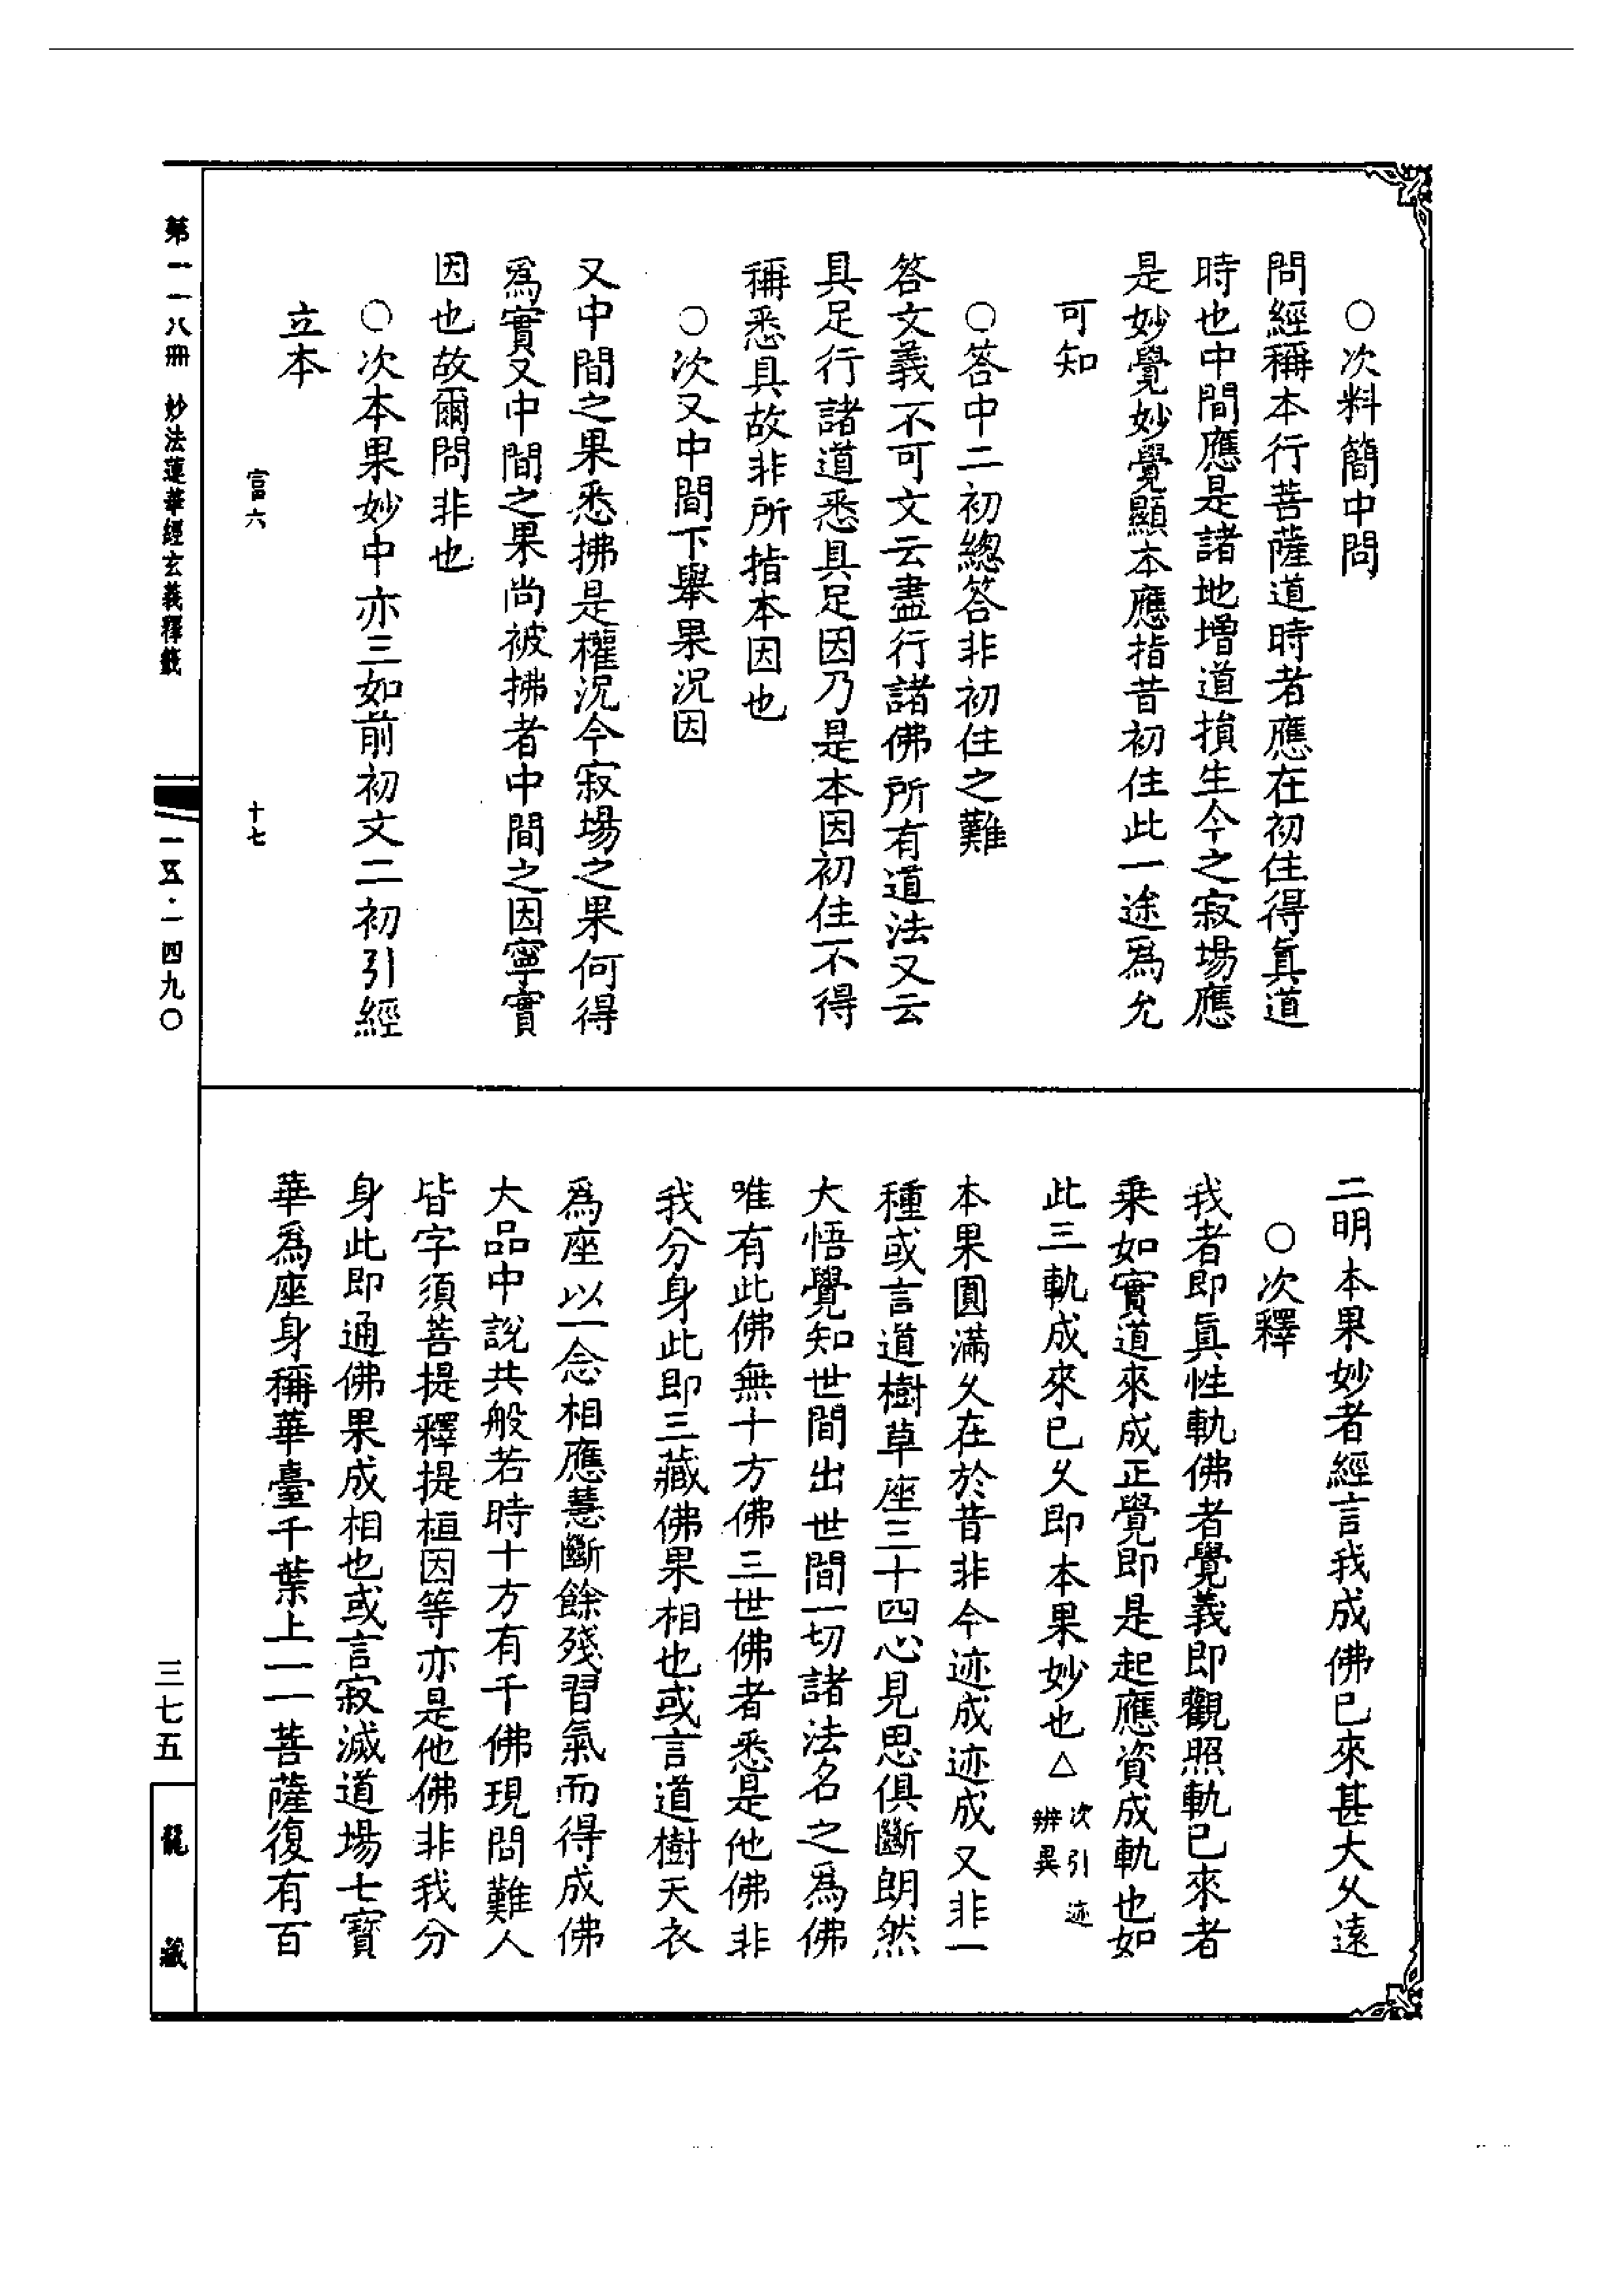 ○次料簡中問
問經稱本行菩薩道時者應在初住得眞道
時也中間應是諸地增道損生今之寂場應
是妙覺妙覺顯本應指昔初住此一途爲允
可知
○答中二初總答非初住之難
答文義不可文云盡行諸佛所有道法又云
具足行諸道悉具足因乃是本因初住不得
稱悉具故非所指本因也
○次又中間下舉果況因
又中間之果悉拂是權況今寂場之果何得
爲實又中間之果尚被拂者中間之因寧實
因也故爾問非也
○次本果妙中亦三如前初文二初引經
立本
富六
十七
二明本果妙者經言我成佛已來甚大久遠
○次釋
我者即眞性軌佛者覺義即觀照軌已來者
乘如實道來成正覺即是起應資成軌也如
此三軌成來已久即本果妙也△次引迹辨異
本果圓滿久在於昔非今迹成迹成又非一
種或言道樹草座三十四心見思俱斷朗然
大悟覺知世間出世間一切諸法名之爲佛
唯有此佛無十方佛三世佛者悉是他佛非
我分身此即三藏佛果相也或言道樹天衣
爲座以一念相應慧斷餘殘習氣而得成佛
大品中說共般若時十方有千佛現問難人
皆字須菩提釋提桓因等亦是他佛非我分
身此即通佛果成相也或言寂滅道場七寶
華爲座身稱華臺千葉上一一菩薩復有百
第一一八冊 妙法蓮華經玄義釋籤
一五·一四九〇
三七五
龍藏